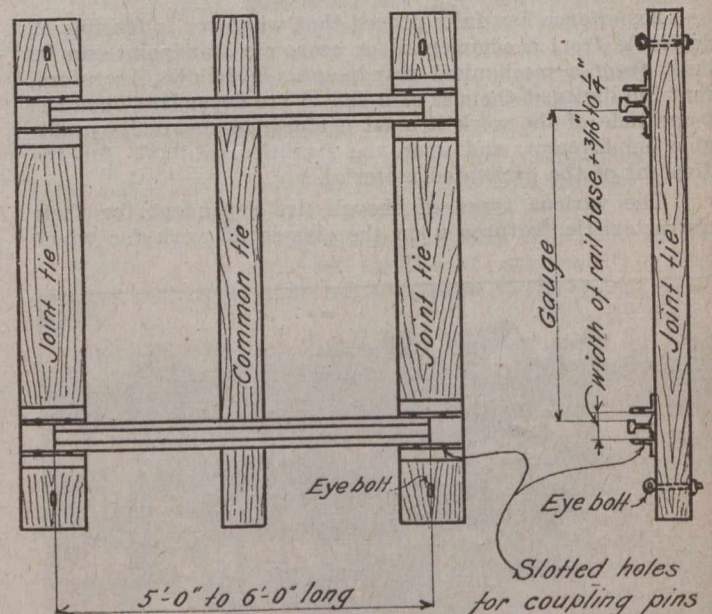 Joint tie
Common tie
Joint tie
Gauge
width of rail base + 3/16" to 1/4"
Joint tie
Eye bolt
Eye bolt
5'-0" to 6'-0" long
Slotted holes
for coupling pins